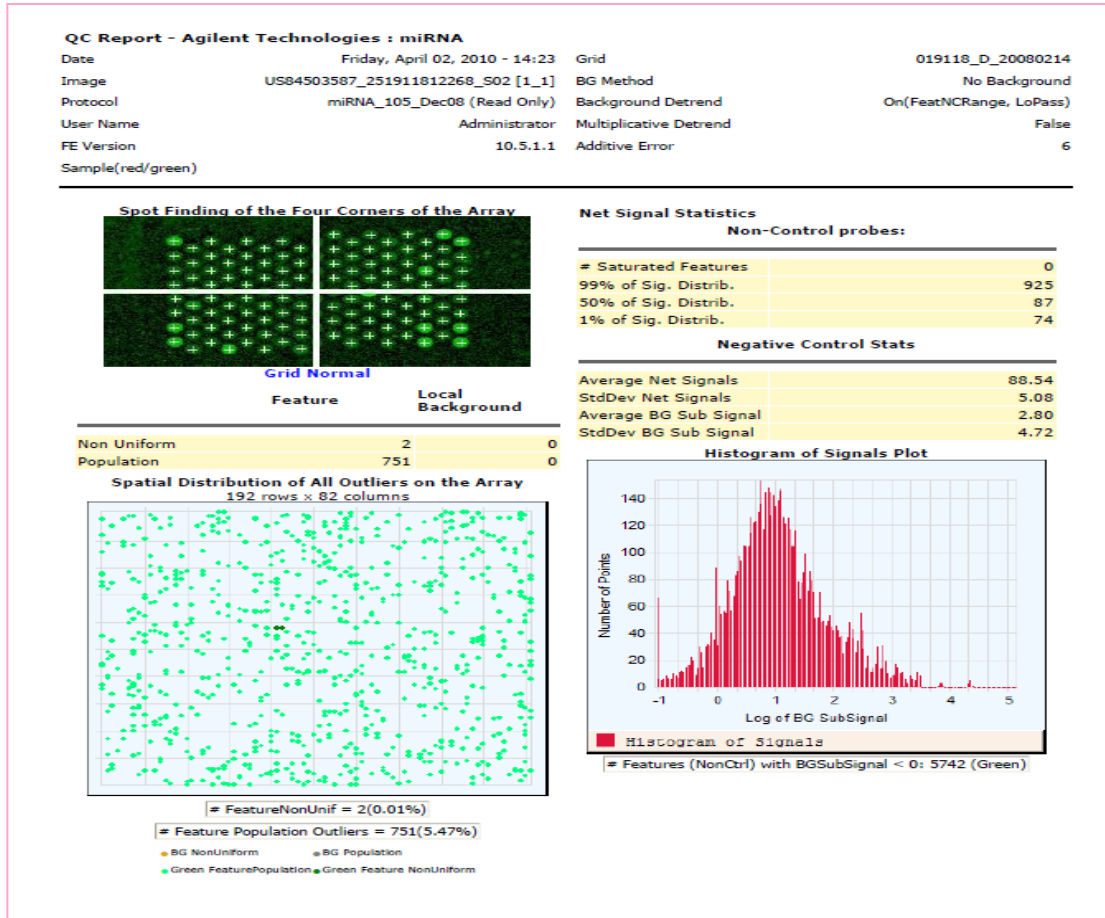 QC Report - Agilent Technologies : miRNA
Date Friday, April 02, 2010 - 14:23 Grid 019118_D_20080214
Image US84503587_251911812268_S02 [1_1] BG Method No Background
Protocol miRNA_105_Dec08 (Read Only) Background Detrend On(FeatNCRange, LoPass)
User Name Administrator Multiplicative Detrend False
FE Version 10.5.1.1 Additive Error 6
Sample(red/green)
Spot Finding of the Four Corners of the Array
Grid Normal
Feature Local Background
Non Uniform 2 0
Population 751 0
Spatial Distribution of All Outliers on the Array
192 rows x 82 columns
# FeatureNonUnif = 2(0.01%)
# Feature Population Outliers = 751(5.47%)
BG NonUniform BG Population
Green FeaturePopulation Green Feature NonUniform
Net Signal Statistics
Non-Control probes:
# Saturated Features 0
99% of Sig. Distrib. 925
50% of Sig. Distrib. 87
1% of Sig. Distrib. 74
Negative Control Stats
Average Net Signals 88.54
StdDev Net Signals 5.08
Average BG Sub Signal 2.80
StdDev BG Sub Signal 4.72
Histogram of Signals Plot
Number of Points
140
120
100
80
60
40
20
0
-1 0 1 2 3 4 5
Log of BG SubSignal
Histogram of Signals
# Features (NonCtrl) with BGSubSignal < 0: 5742 (Green)